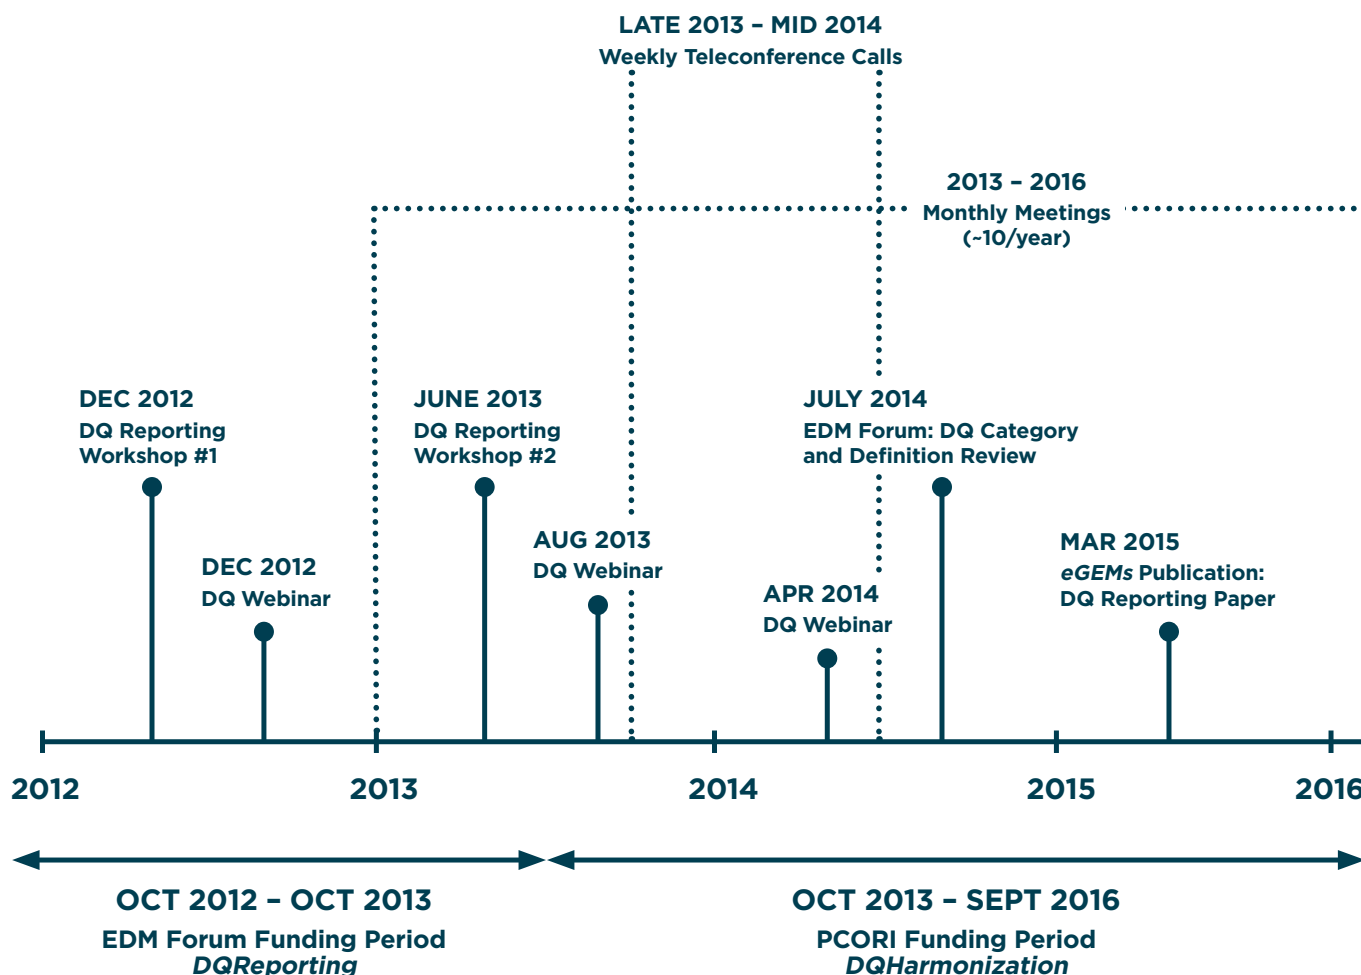 LATE 2013 – MID 2014
Weekly Teleconference Calls
2013 – 2016
Monthly Meetings
(~10/year)
DEC 2012
DQ Reporting
Workshop #1
JUNE 2013
DQ Reporting
Workshop #2
JULY 2014
EDM Forum: DQ Category
and Definition Review
DEC 2012
DQ Webinar
AUG 2013
DQ Webinar
APR 2014
DQ Webinar
MAR 2015
eGEMs Publication:
DQ Reporting Paper
2012 2013 2014 2015 2016
OCT 2012 – OCT 2013
EDM Forum Funding Period
DQReporting
OCT 2013 – SEPT 2016
PCORI Funding Period
DQHarmonization